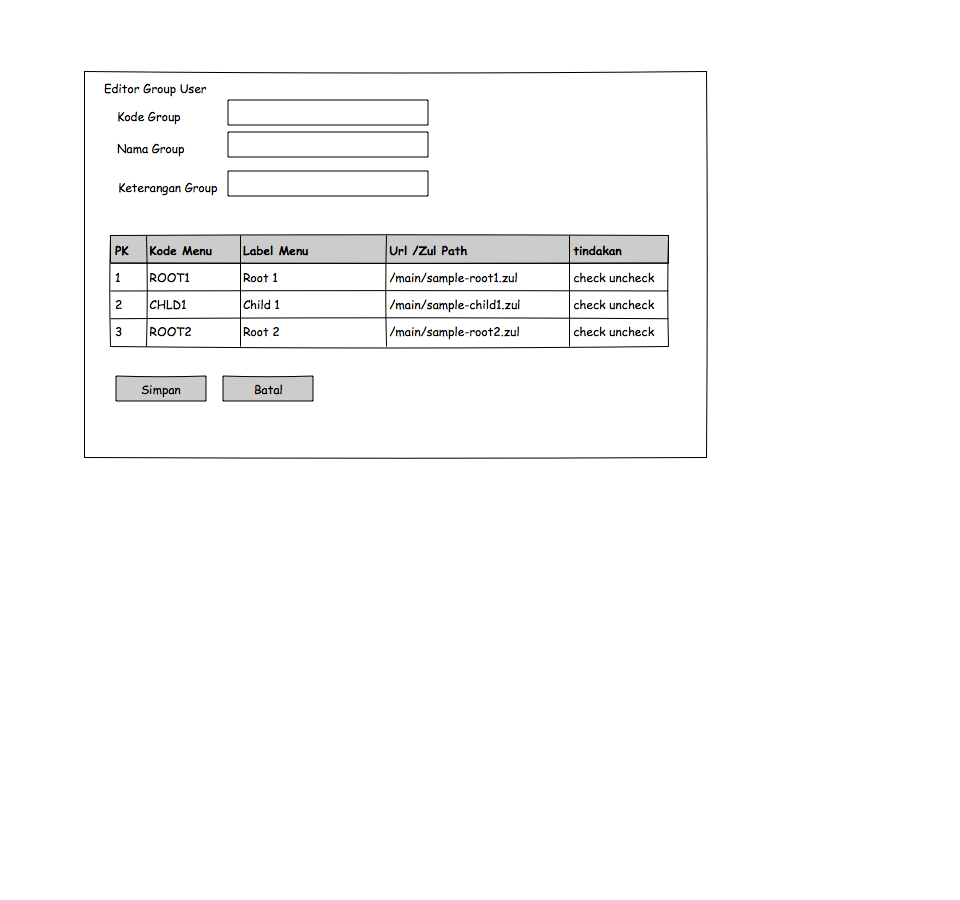 Editor Group User
Kode Group
Nama Group
Keterangan Group
PK Kode Menu Label Menu Url /Zul Path tindakan
1 ROOT1 Root 1 /main/sample-root1.zul check uncheck
2 CHLD1 Child 1 /main/sample-child1.zul check uncheck
3 ROOT2 Root 2 /main/sample-root2.zul check uncheck
Simpan Batal